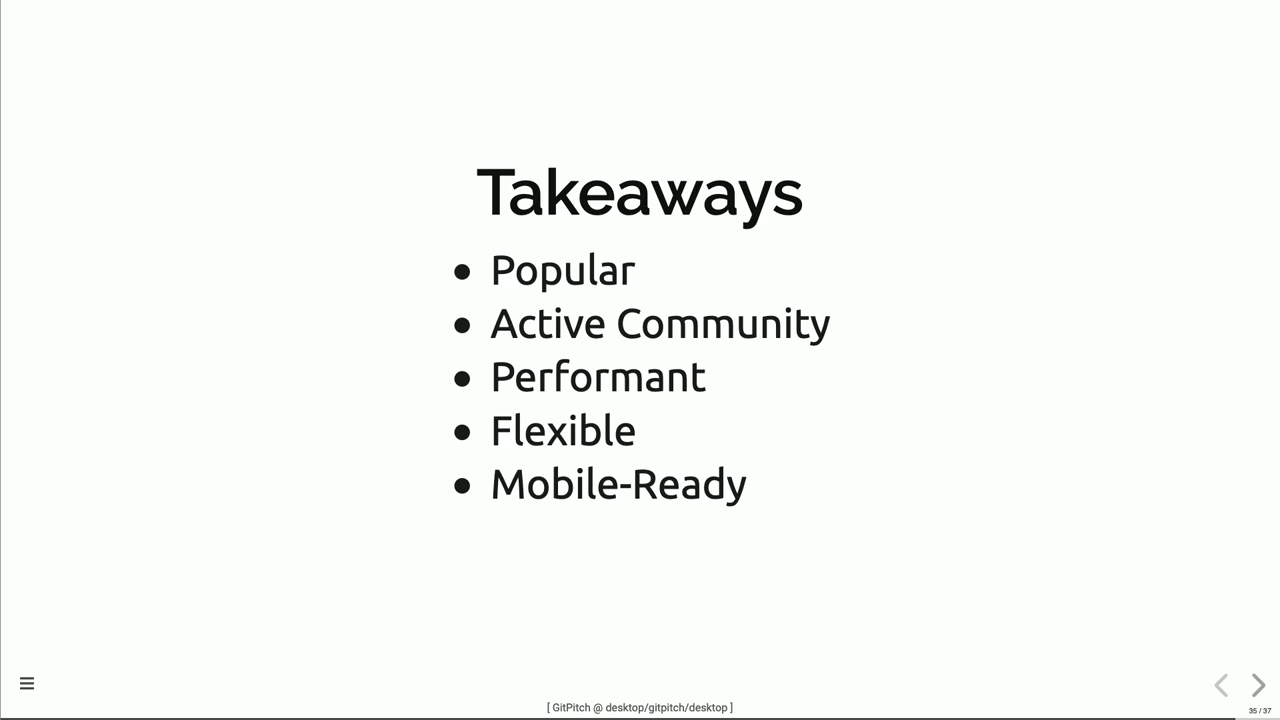 Takeaways
• Popular
• Active Community
• Performant
• Flexible
• Mobile-Ready
[ GitPitch @ desktop/gitpitch/desktop ]
35 / 37